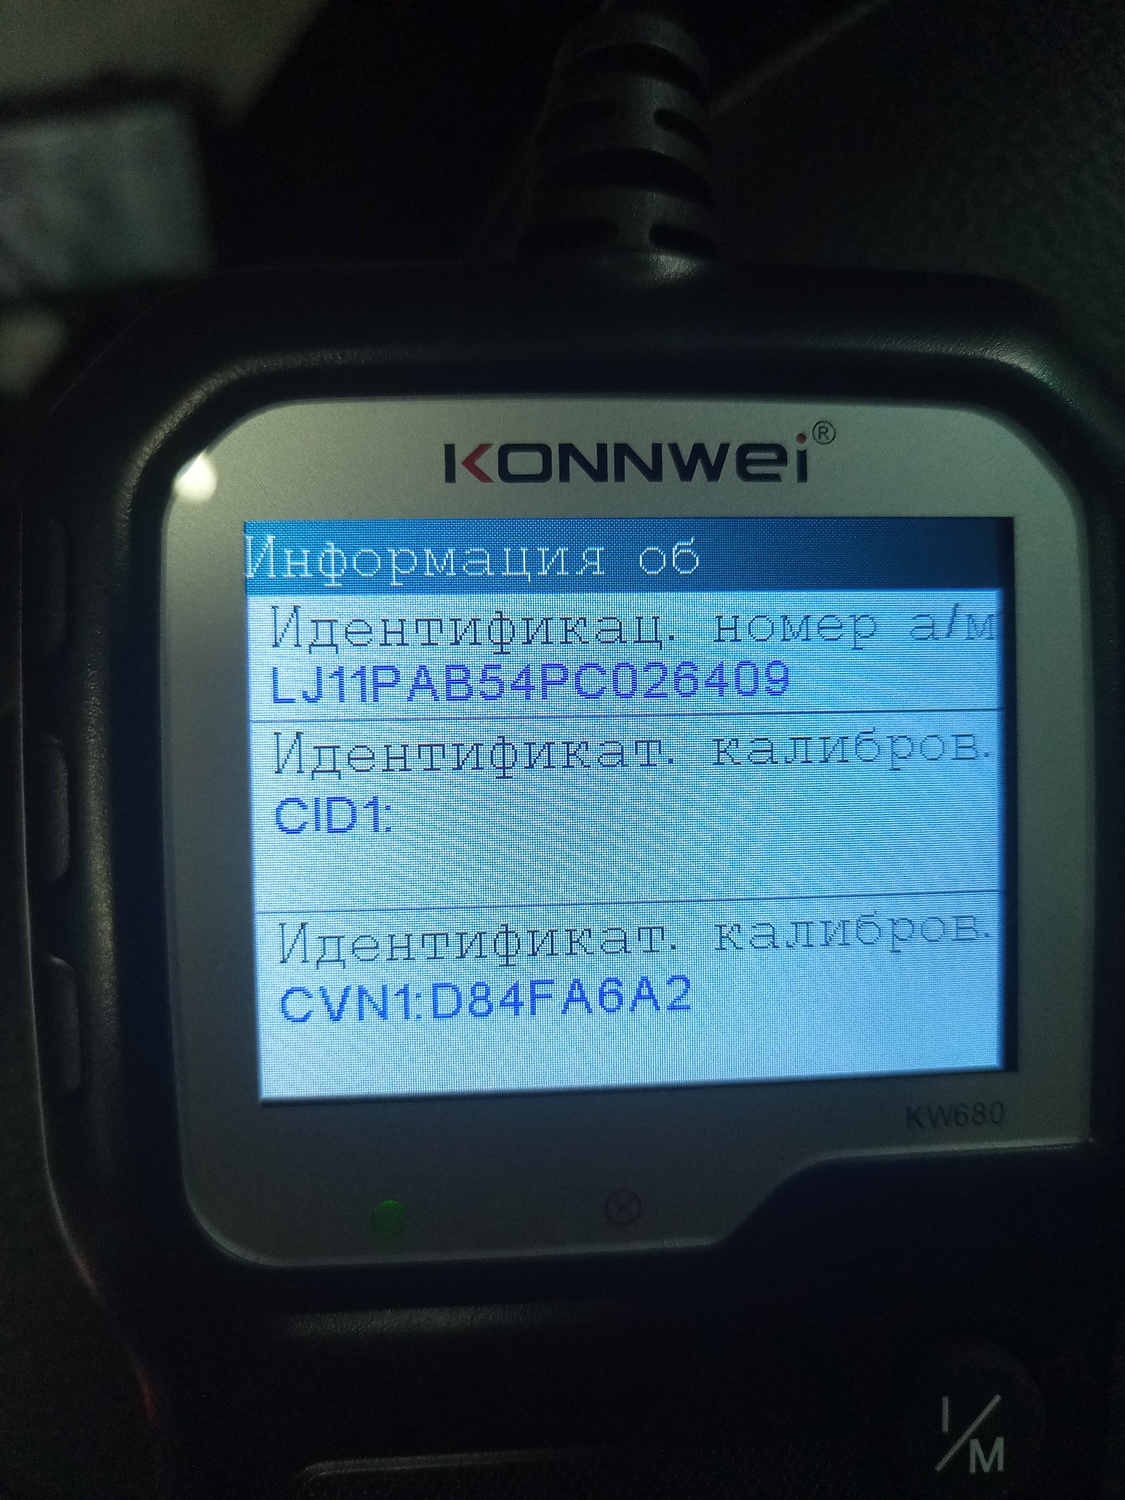 KONNWEI®
Информация об
Идентификац. номер а/м
LJ11PAB54PC026409
Идентификат. калибров.
CID1:
Идентификат. калибров.
CVN1:D84FA6A2
KW680
I/M